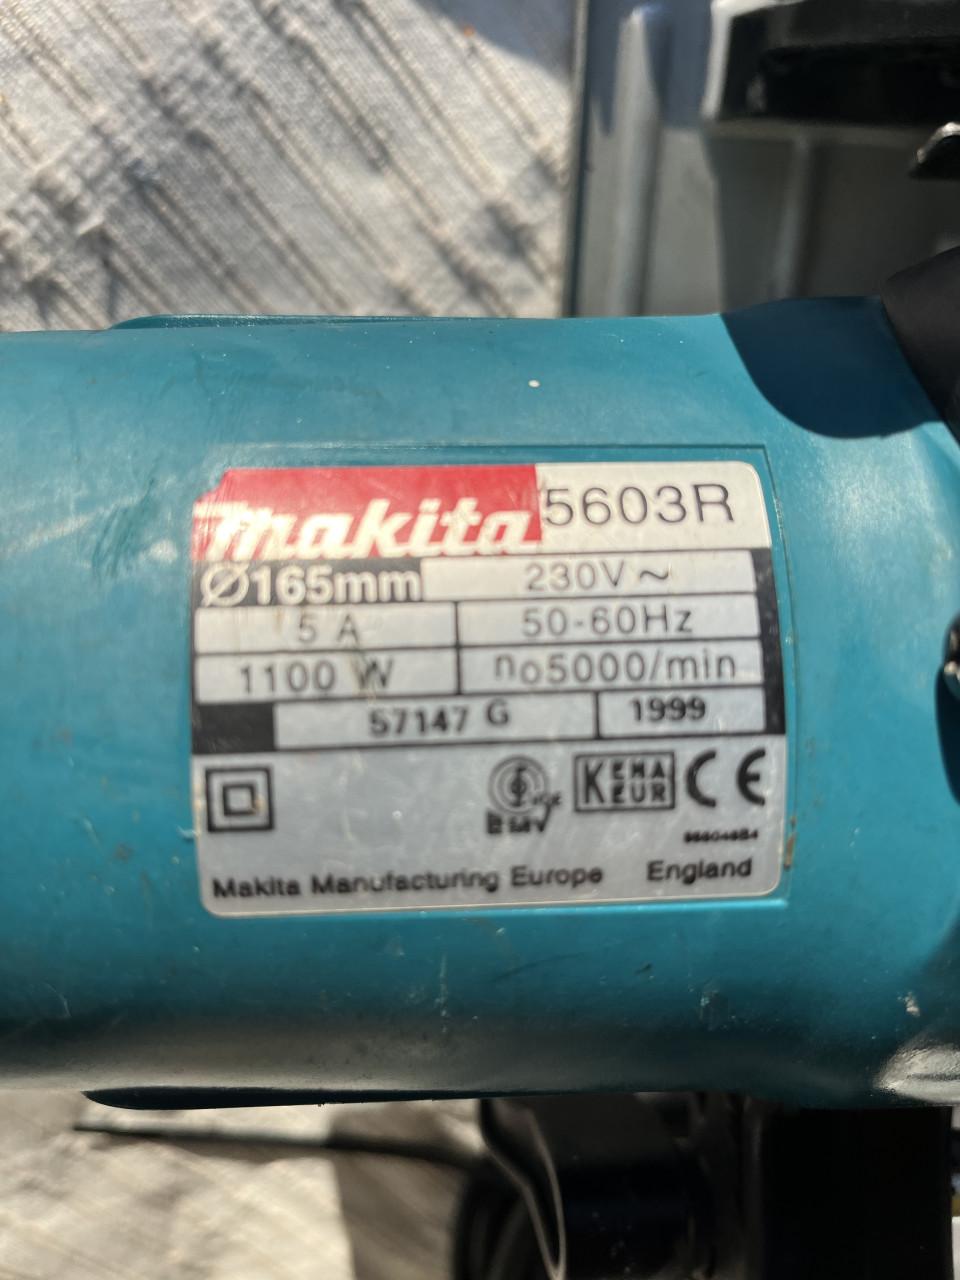 makita 5603R
Ø165mm 230V~
5 A 50-60Hz
1100 W no5000/min
57147 G 1999
KEMA
EUR
CE
EMV
Makita Manufacturing Europe England